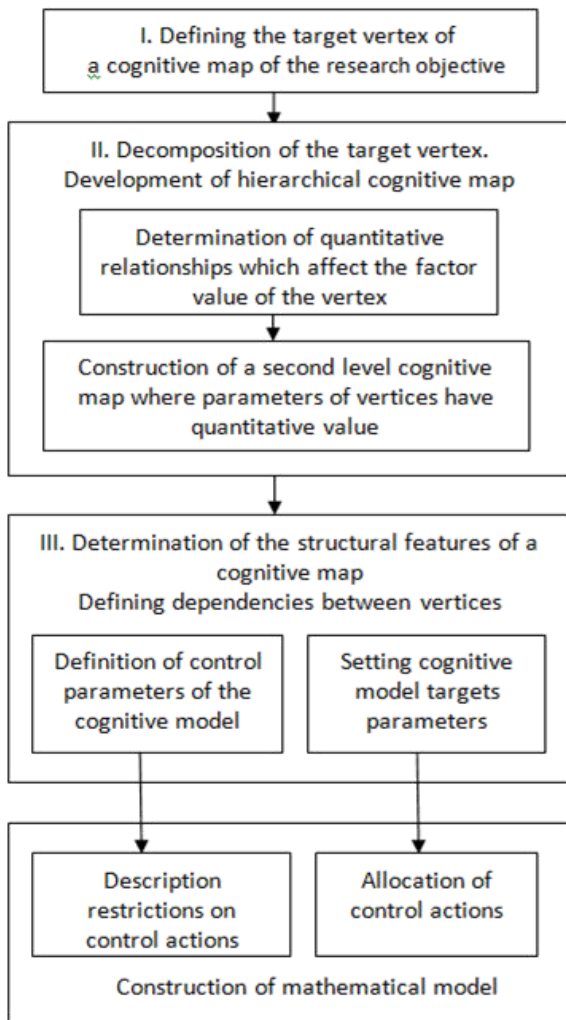 I. Defining the target vertex of
a cognitive map of the research objective
II. Decomposition of the target vertex.
Development of hierarchical cognitive map
Determination of quantitative
relationships which affect the factor
value of the vertex
Construction of a second level cognitive
map where parameters of vertices have
quantitative value
III. Determination of the structural features of a
cognitive map
Defining dependencies between vertices
Definition of control
parameters of the
cognitive model
Setting cognitive
model targets
parameters
Description
restrictions on
control actions
Allocation of
control actions
Construction of mathematical model